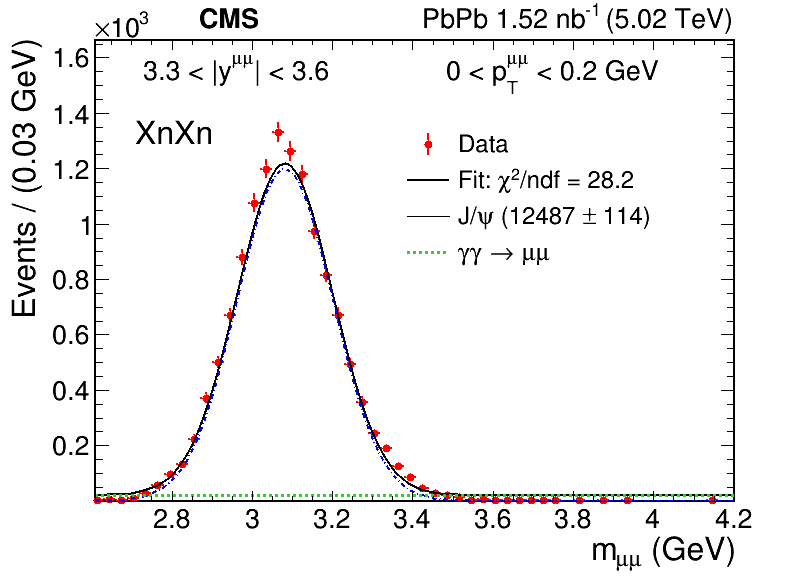 ×10³ CMS PbPb 1.52 nb⁻¹ (5.02 TeV)
3.3 < |y^μμ| < 3.6 0 < p_T^μμ < 0.2 GeV
XnXn
Data
Fit: χ²/ndf = 28.2
J/ψ (12487 ± 114)
γγ → μμ
Events / (0.03 GeV)
1.6
1.4
1.2
1
0.8
0.6
0.4
0.2
2.8 3 3.2 3.4 3.6 3.8 4 4.2
m_μμ (GeV)